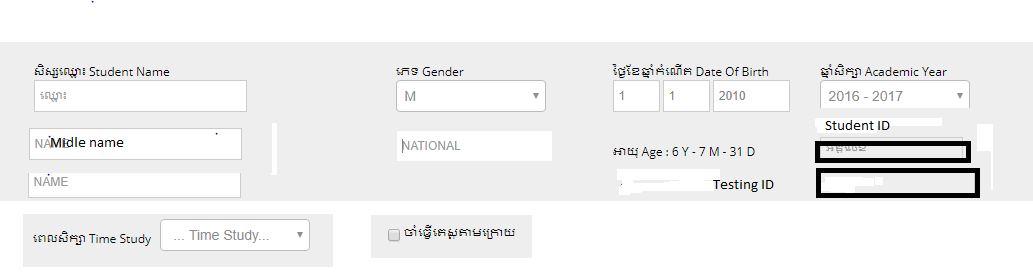 សិស្សឈ្មោះ Student Name
ភេទ Gender
ថ្ងៃខែឆ្នាំកំណើត Date Of Birth
ឆ្នាំសិក្សា Academic Year
ឈ្មោះ
M
1 1 2010
2016 - 2017
Student ID
Midle name
NATIONAL
អាយុ Age : 6 Y - 7 M - 31 D
NAME
Testing ID
ពេលសិក្សា Time Study
... Time Study...
ចាំធ្វើតេស្តតាមក្រោយ